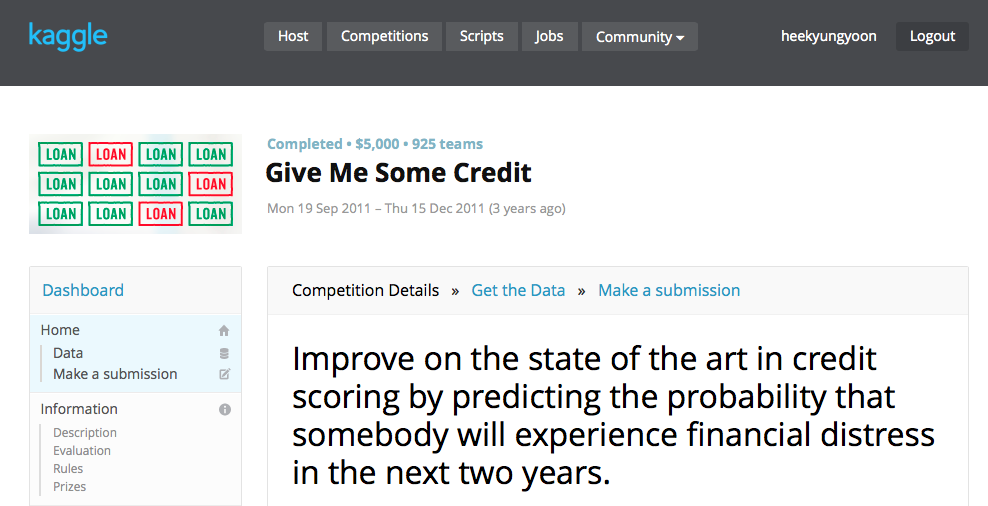 kaggle
Host Competitions Scripts Jobs Community heekyungyoon Logout
LOAN LOAN LOAN LOAN
LOAN LOAN LOAN LOAN
LOAN LOAN LOAN LOAN
Completed • $5,000 • 925 teams
Give Me Some Credit
Mon 19 Sep 2011 – Thu 15 Dec 2011 (3 years ago)
Dashboard
Home
Data
Make a submission
Information
Description
Evaluation
Rules
Prizes
Competition Details » Get the Data » Make a submission
Improve on the state of the art in credit
scoring by predicting the probability that
somebody will experience financial distress
in the next two years.